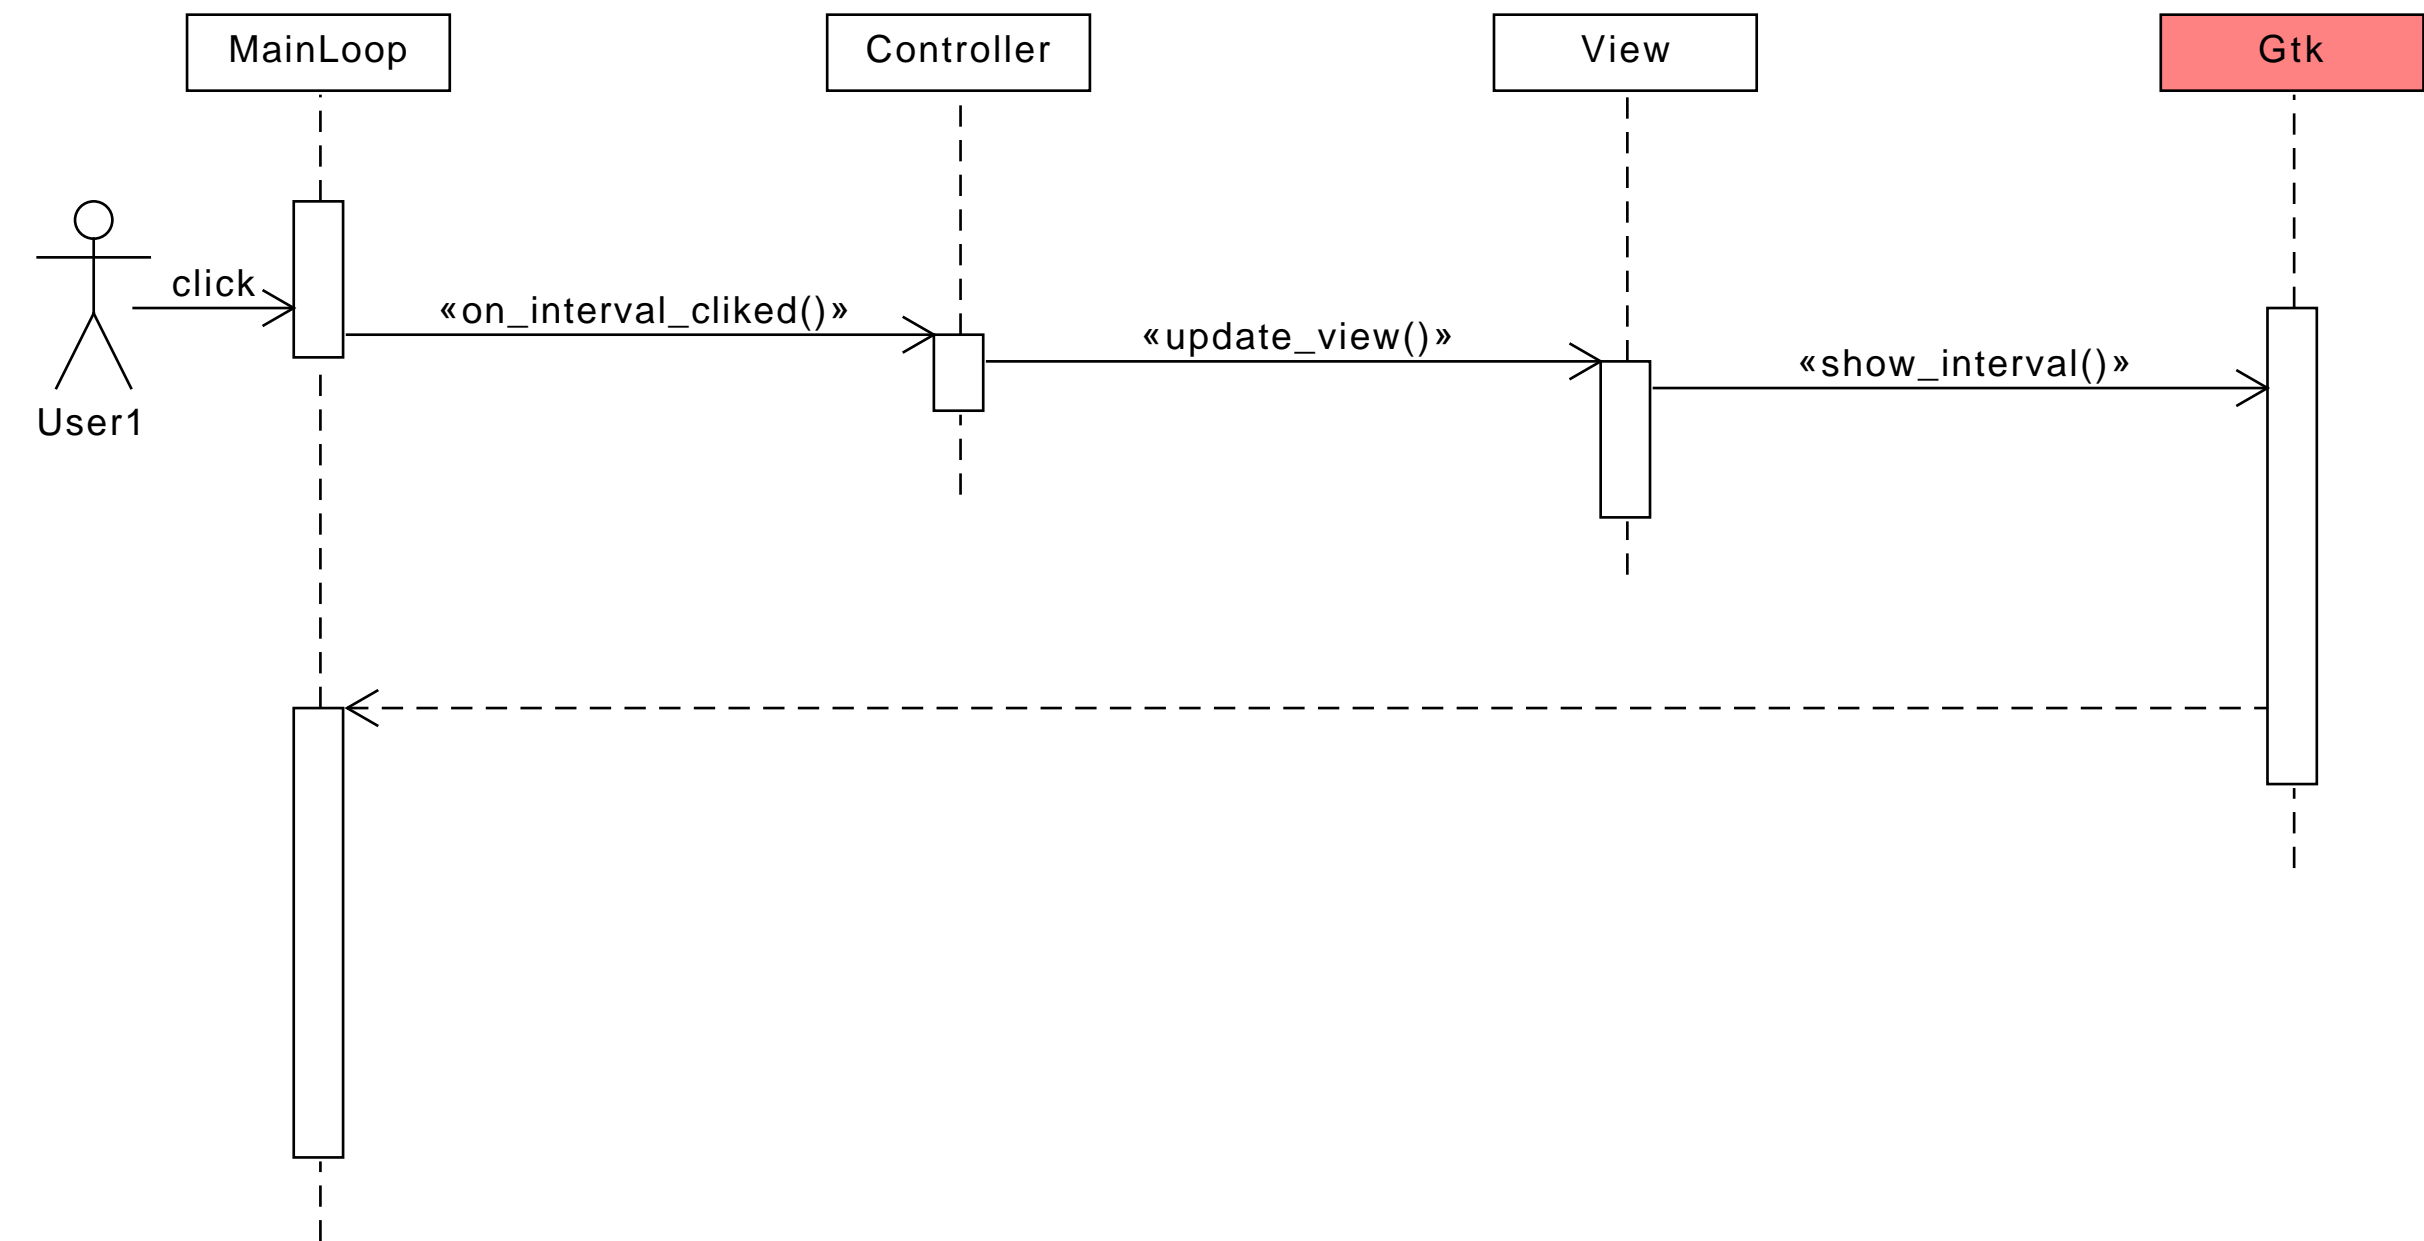 MainLoop
Controller
View
Gtk
click
«on_interval_cliked()»
«update_view()»
«show_interval()»
User1